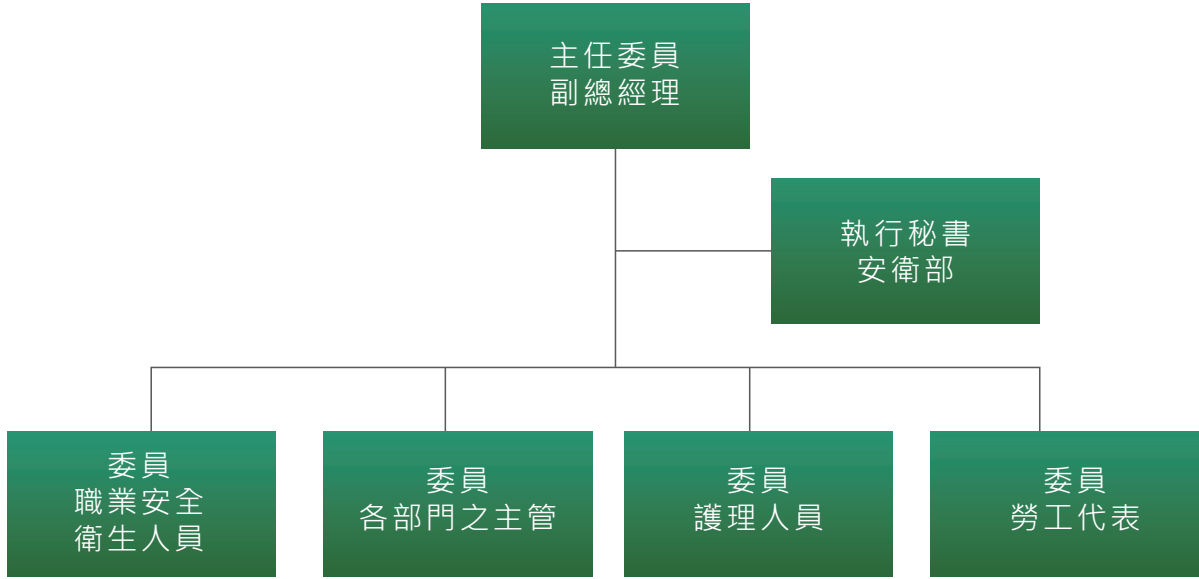 主任委員
副總經理
執行秘書
安衛部
委員
職業安全
衛生人員
委員
各部門之主管
委員
護理人員
委員
勞工代表